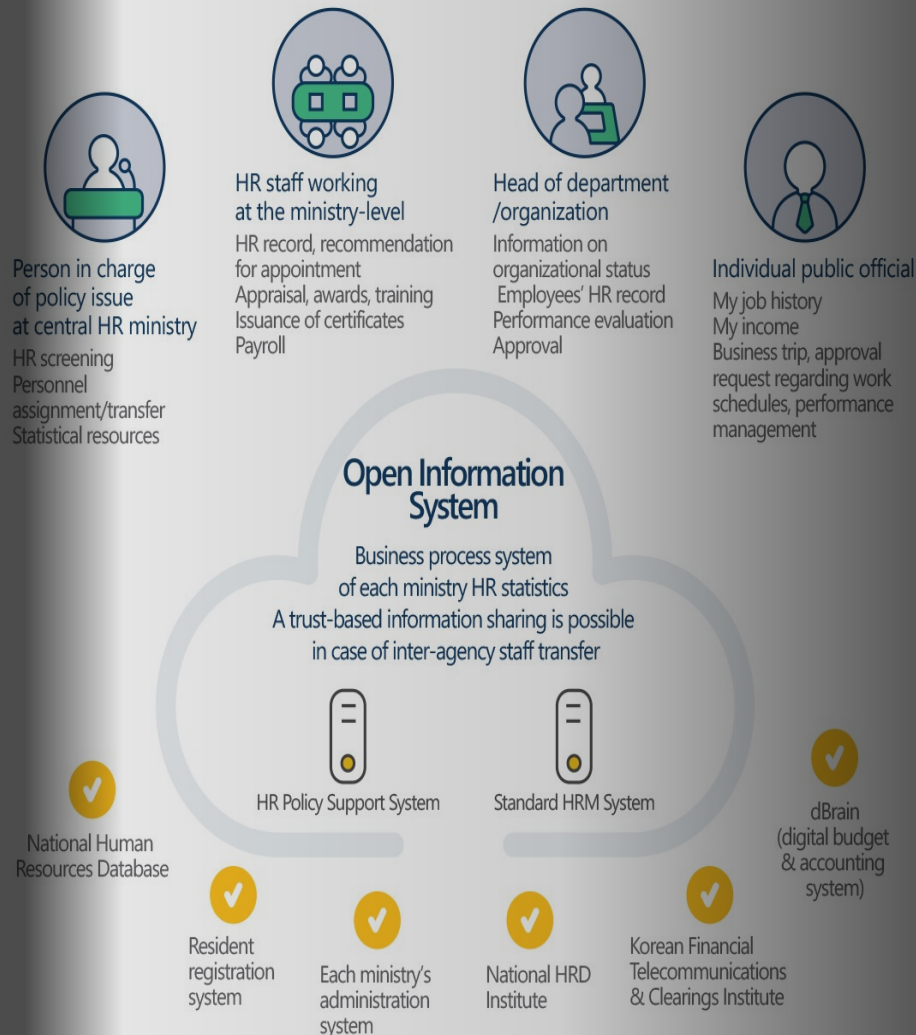 Person in charge
of policy issue
at central HR ministry
HR screening
Personnel
assignment/transfer
Statistical resources
HR staff working
at the ministry-level
HR record, recommendation
for appointment
Appraisal, awards, training
Issuance of certificates
Payroll
Head of department
/organization
Information on
organizational status
Employees' HR record
Performance evaluation
Approval
Individual public official
My job history
My income
Business trip, approval
request regarding work
schedules, performance
management
Open Information
System
Business process system
of each ministry HR statistics
A trust-based information sharing is possible
in case of inter-agency staff transfer
HR Policy Support System
Standard HRM System
National Human
Resources Database
Resident
registration
system
Each ministry's
administration
system
National HRD
Institute
Korean Financial
Telecommunications
& Clearings Institute
dBrain
(digital budget
& accounting
system)